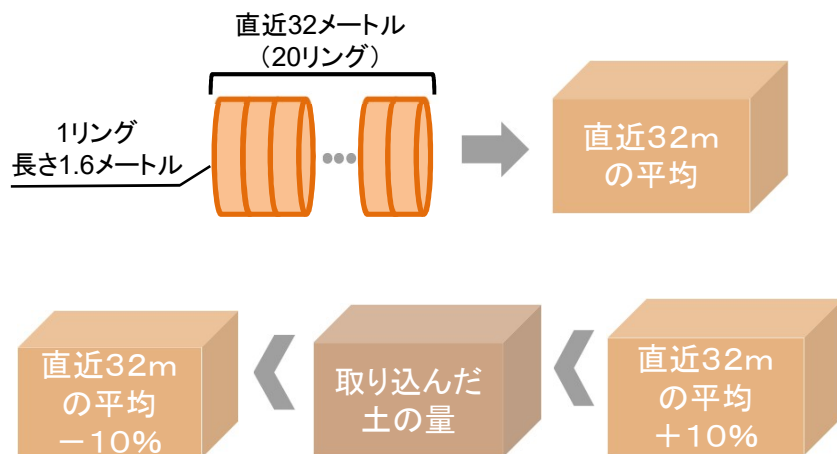 直近32メートル
（20リング）
1リング
長さ1.6メートル
直近32ｍ
の平均
直近32ｍ
の平均
－10%
取り込んだ
土の量
直近32ｍ
の平均
＋10%